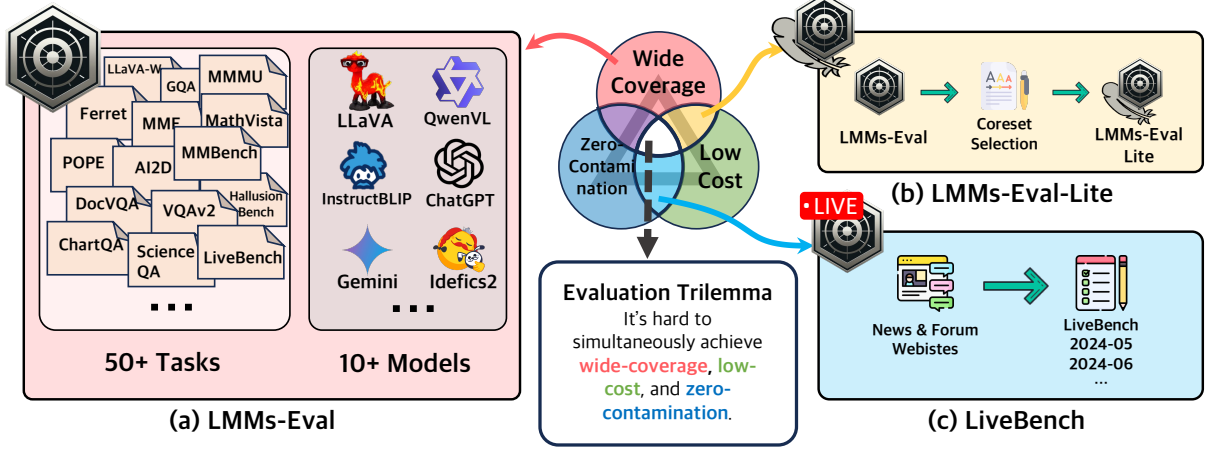 LLaVA-W
GQA
MMMU
Ferret
MME
MathVista
POPE
AI2D
MMBench
DocVQA
VQAv2
Hallusion
Bench
ChartQA
Science
QA
LiveBench
...
50+ Tasks
LLaVA
QwenVL
InstructBLIP
ChatGPT
Gemini
Idefics2
...
10+ Models
(a) LMMs-Eval
Wide
Coverage
Zero-
Contami
nation
Low
Cost
Evaluation Trilemma
It's hard to
simultaneously achieve
wide-coverage, low-
cost, and zero-
contamination.
LMMs-Eval
AAA
Coreset
Selection
LMMs-Eval
Lite
(b) LMMs-Eval-Lite
• LIVE
News & Forum
Webistes
LiveBench
2024-05
2024-06
...
(c) LiveBench